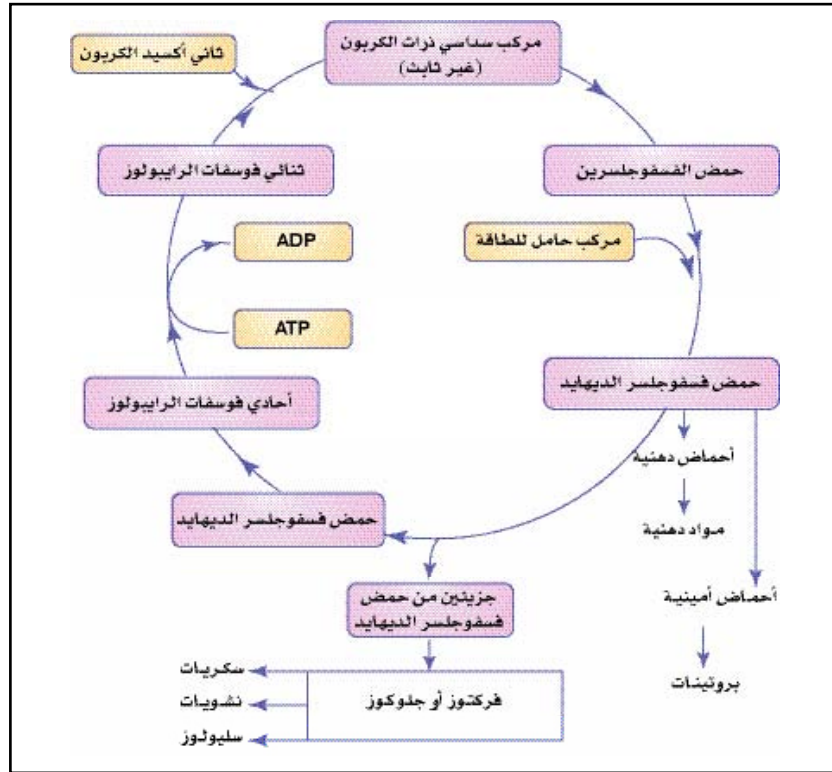 مركب سداسي ذرات الكربون
(غير ثابت)
ثاني أكسيد الكربون
ثنائي فوسفات الرايبولوز
حمض الفسفوجلسرين
مركب حامل للطاقة
ADP
ATP
حمض فسفوجلسر الديهايد
أحادي فوسفات الرايبولوز
أحماض دهنية
مواد دهنية
حمض فسفوجلسر الديهايد
جزيئين من حمض
فسفوجلسر الديهايد
أحماض أمينية
بروتينات
فركتوز أو جلوكوز
سكريات
نشويات
سليولوز